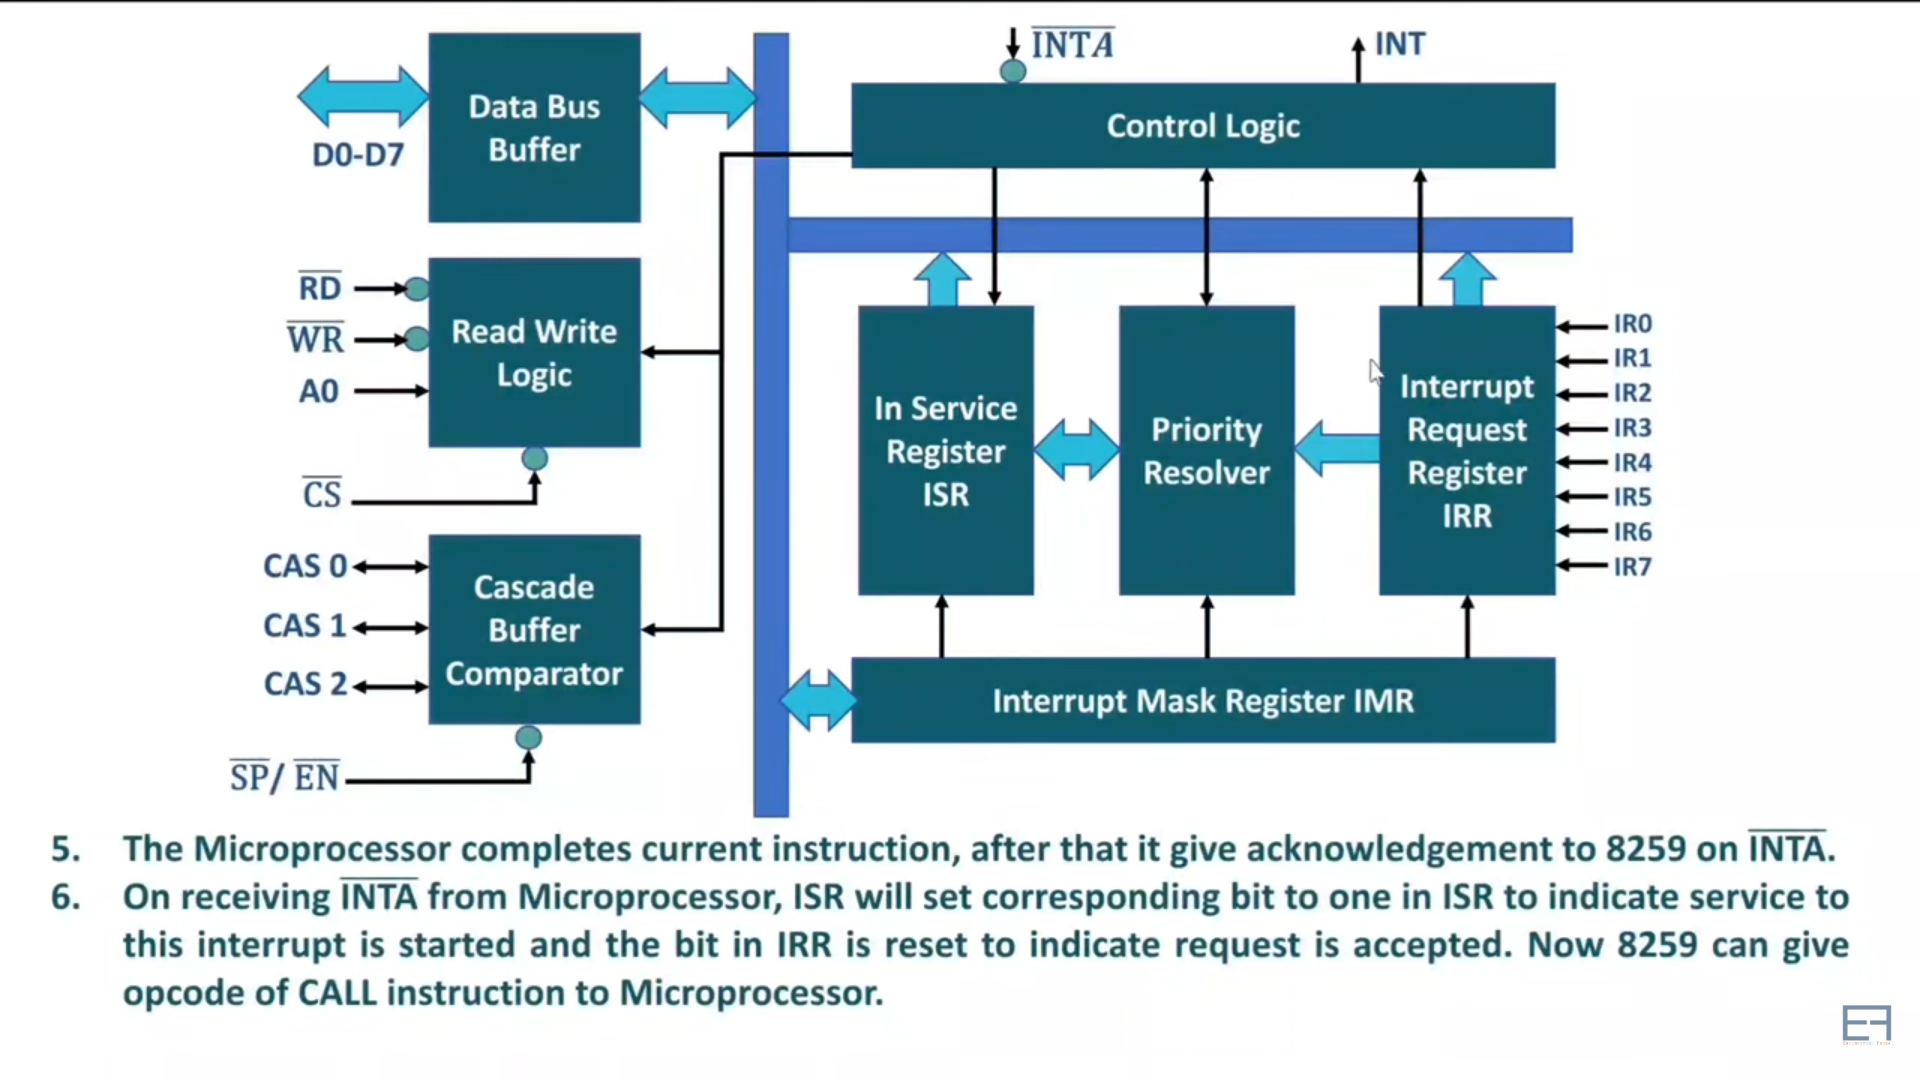 INTA
INT
Data Bus
Buffer
D0-D7
Control Logic
RD
WR
A0
Read Write
Logic
CS
In Service
Register
ISR
Priority
Resolver
Interrupt
Request
Register
IRR
IR0
IR1
IR2
IR3
IR4
IR5
IR6
IR7
CAS 0
CAS 1
CAS 2
Cascade
Buffer
Comparator
SP/ EN
Interrupt Mask Register IMR
5. The Microprocessor completes current instruction, after that it give acknowledgement to 8259 on INTA.
6. On receiving INTA from Microprocessor, ISR will set corresponding bit to one in ISR to indicate service to
this interrupt is started and the bit in IRR is reset to indicate request is accepted. Now 8259 can give
opcode of CALL instruction to Microprocessor.